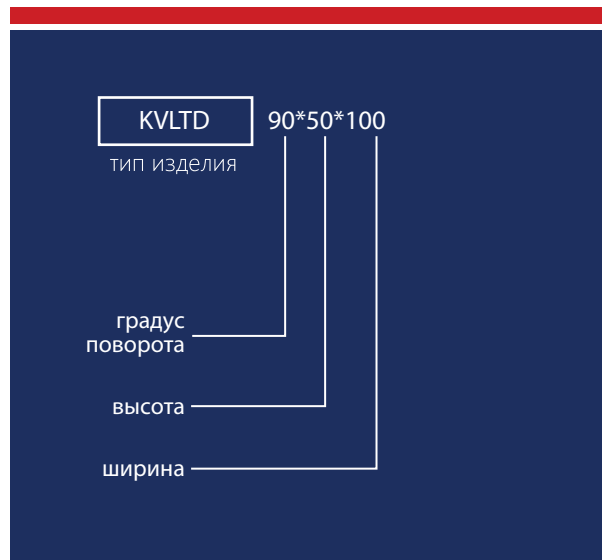 KVLTD 90*50*100
тип изделия
градус
поворота
высота
ширина